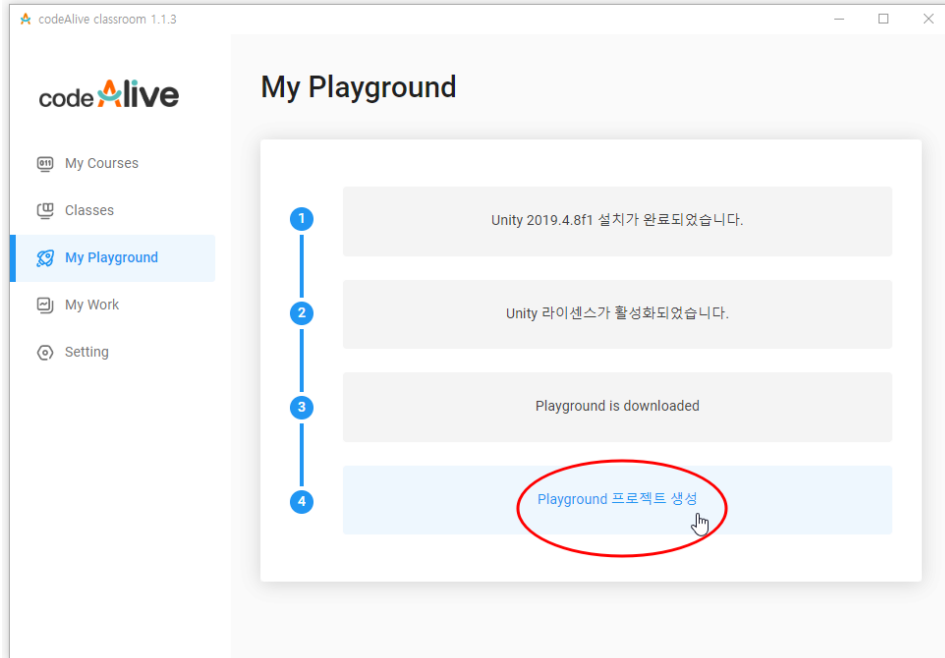 codeAlive classroom 1.1.3
code Alive
My Courses
Classes
My Playground
My Work
Setting
My Playground
1
Unity 2019.4.8f1 설치가 완료되었습니다.
2
Unity 라이센스가 활성화되었습니다.
3
Playground is downloaded
4
Playground 프로젝트 생성